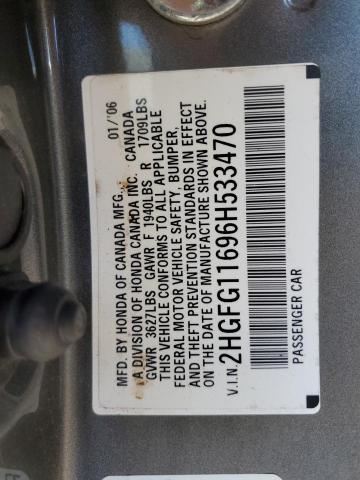 MFD. BY HONDA OF CANADA MFG. 01/'06
A DIVISION OF HONDA CANADA INC. CANADA
GVWR 3627LBS GAWR F 1940LBS R 1709LBS
THIS VEHICLE CONFORMS TO ALL APPLICABLE
FEDERAL MOTOR VEHICLE SAFETY, BUMPER,
AND THEFT PREVENTION STANDARDS IN EFFECT
ON THE DATE OF MANUFACTURE SHOWN ABOVE.
V.I.N. 2HGFG11696H533470
PASSENGER CAR